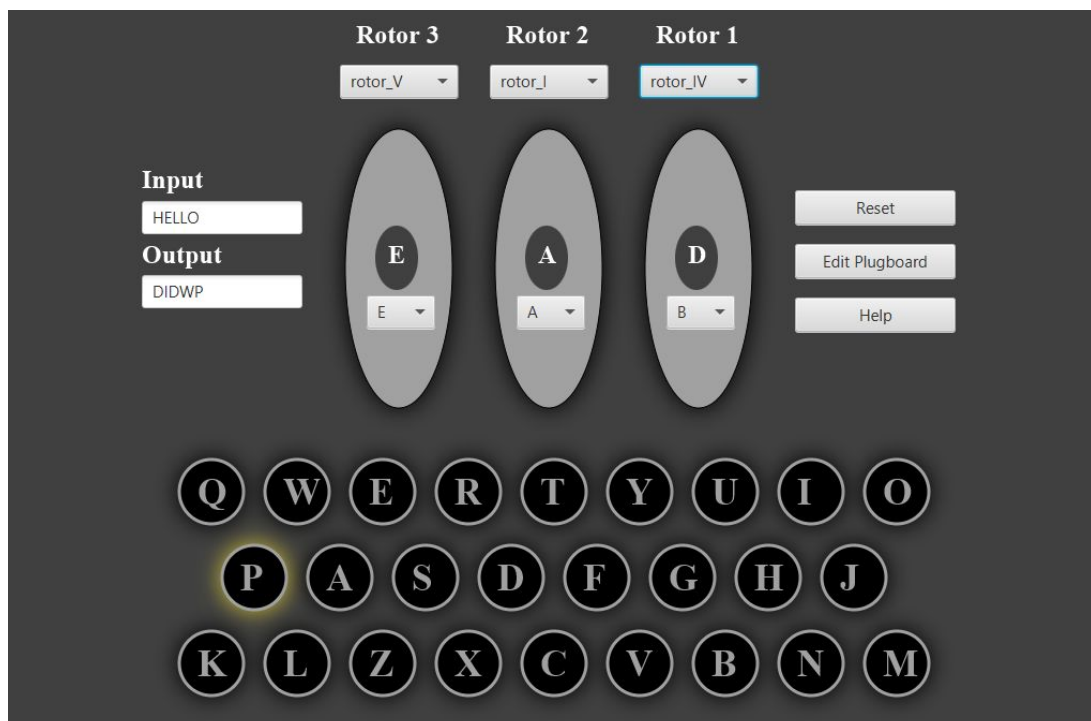 Rotor 3 Rotor 2 Rotor 1
rotor_V rotor_I rotor_IV
Input
HELLO
Output
DIDWP
E A D
E A B
Reset
Edit Plugboard
Help
Q W E R T Y U I O
P A S D F G H J
K L Z X C V B N M